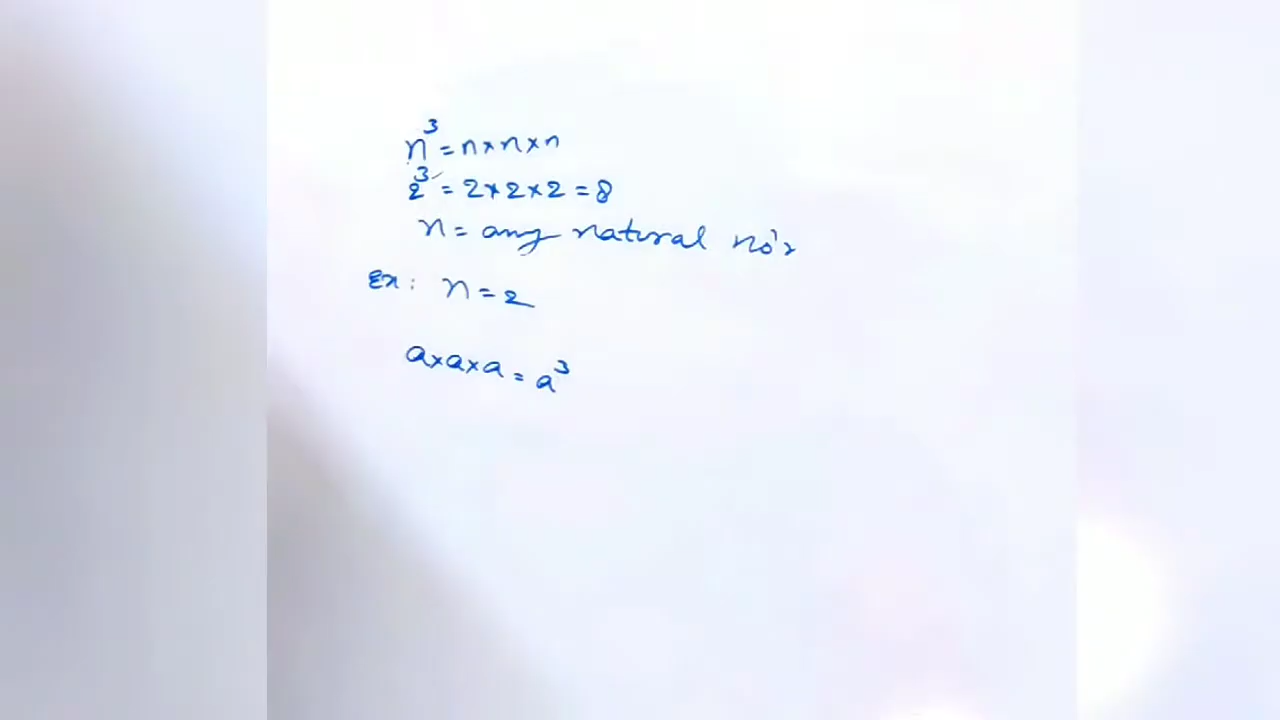 n³ = n × n × n
2³ = 2 × 2 × 2 = 8
n = any natural no's
Ex: n = 2
a × a × a = a³